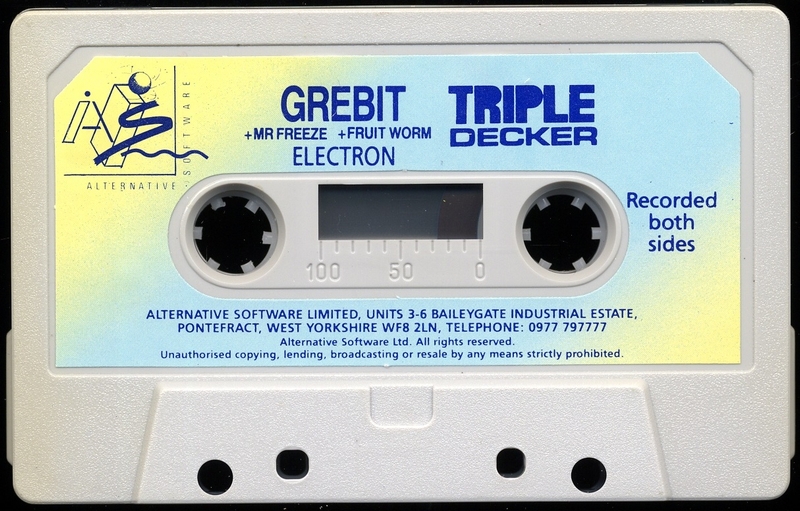 GREBIT
+MR FREEZE +FRUIT WORM
ELECTRON
TRIPLE
DECKER
iAS
ALTERNATIVE · SOFTWARE
Recorded
both
sides
100 50 0
ALTERNATIVE SOFTWARE LIMITED, UNITS 3-6 BAILEYGATE INDUSTRIAL ESTATE,
PONTEFRACT, WEST YORKSHIRE WF8 2LN, TELEPHONE: 0977 797777
Alternative Software Ltd. All rights reserved.
Unauthorised copying, lending, broadcasting or resale by any means strictly prohibited.